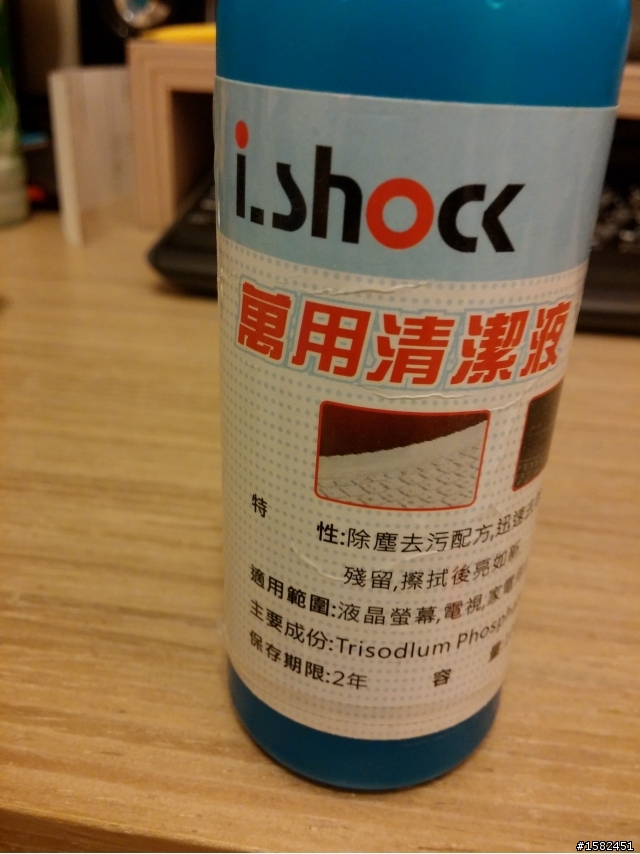 i.shock
萬用清潔液
特 性:除塵去污配方,迅速
殘留,擦拭後亮如新
適用範圍:液晶螢幕,電視,家電
主要成份:Trisodlum Phosph
保存期限:2年 容 量
#1582451